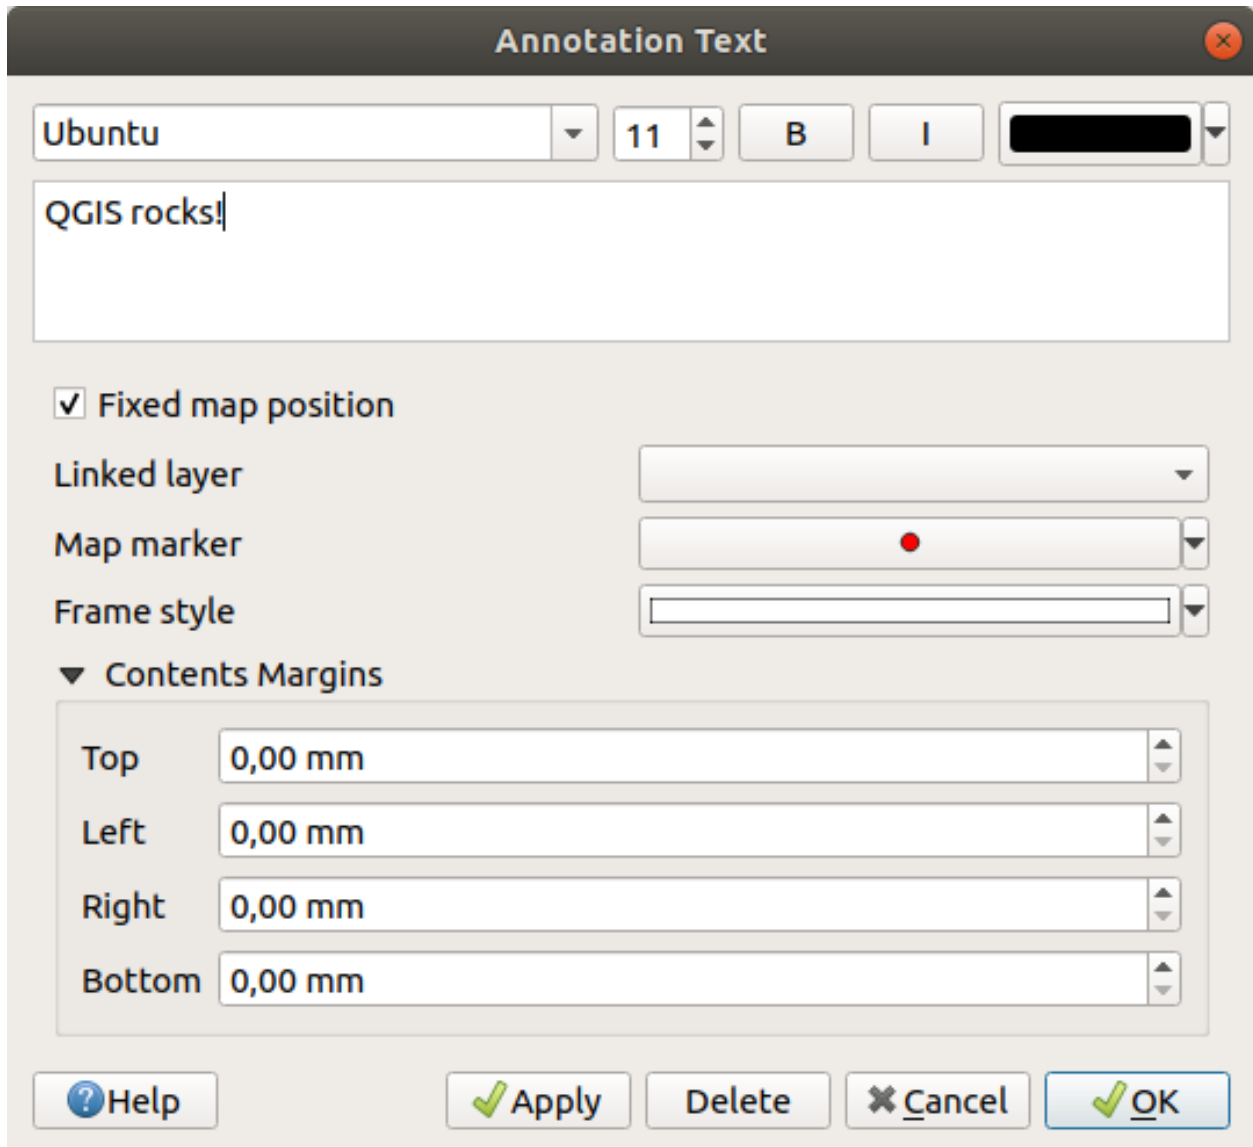 Annotation Text
Ubuntu 11 B I
QGIS rocks!
Fixed map position
Linked layer
Map marker
Frame style
Contents Margins
Top 0,00 mm
Left 0,00 mm
Right 0,00 mm
Bottom 0,00 mm
Help Apply Delete Cancel OK